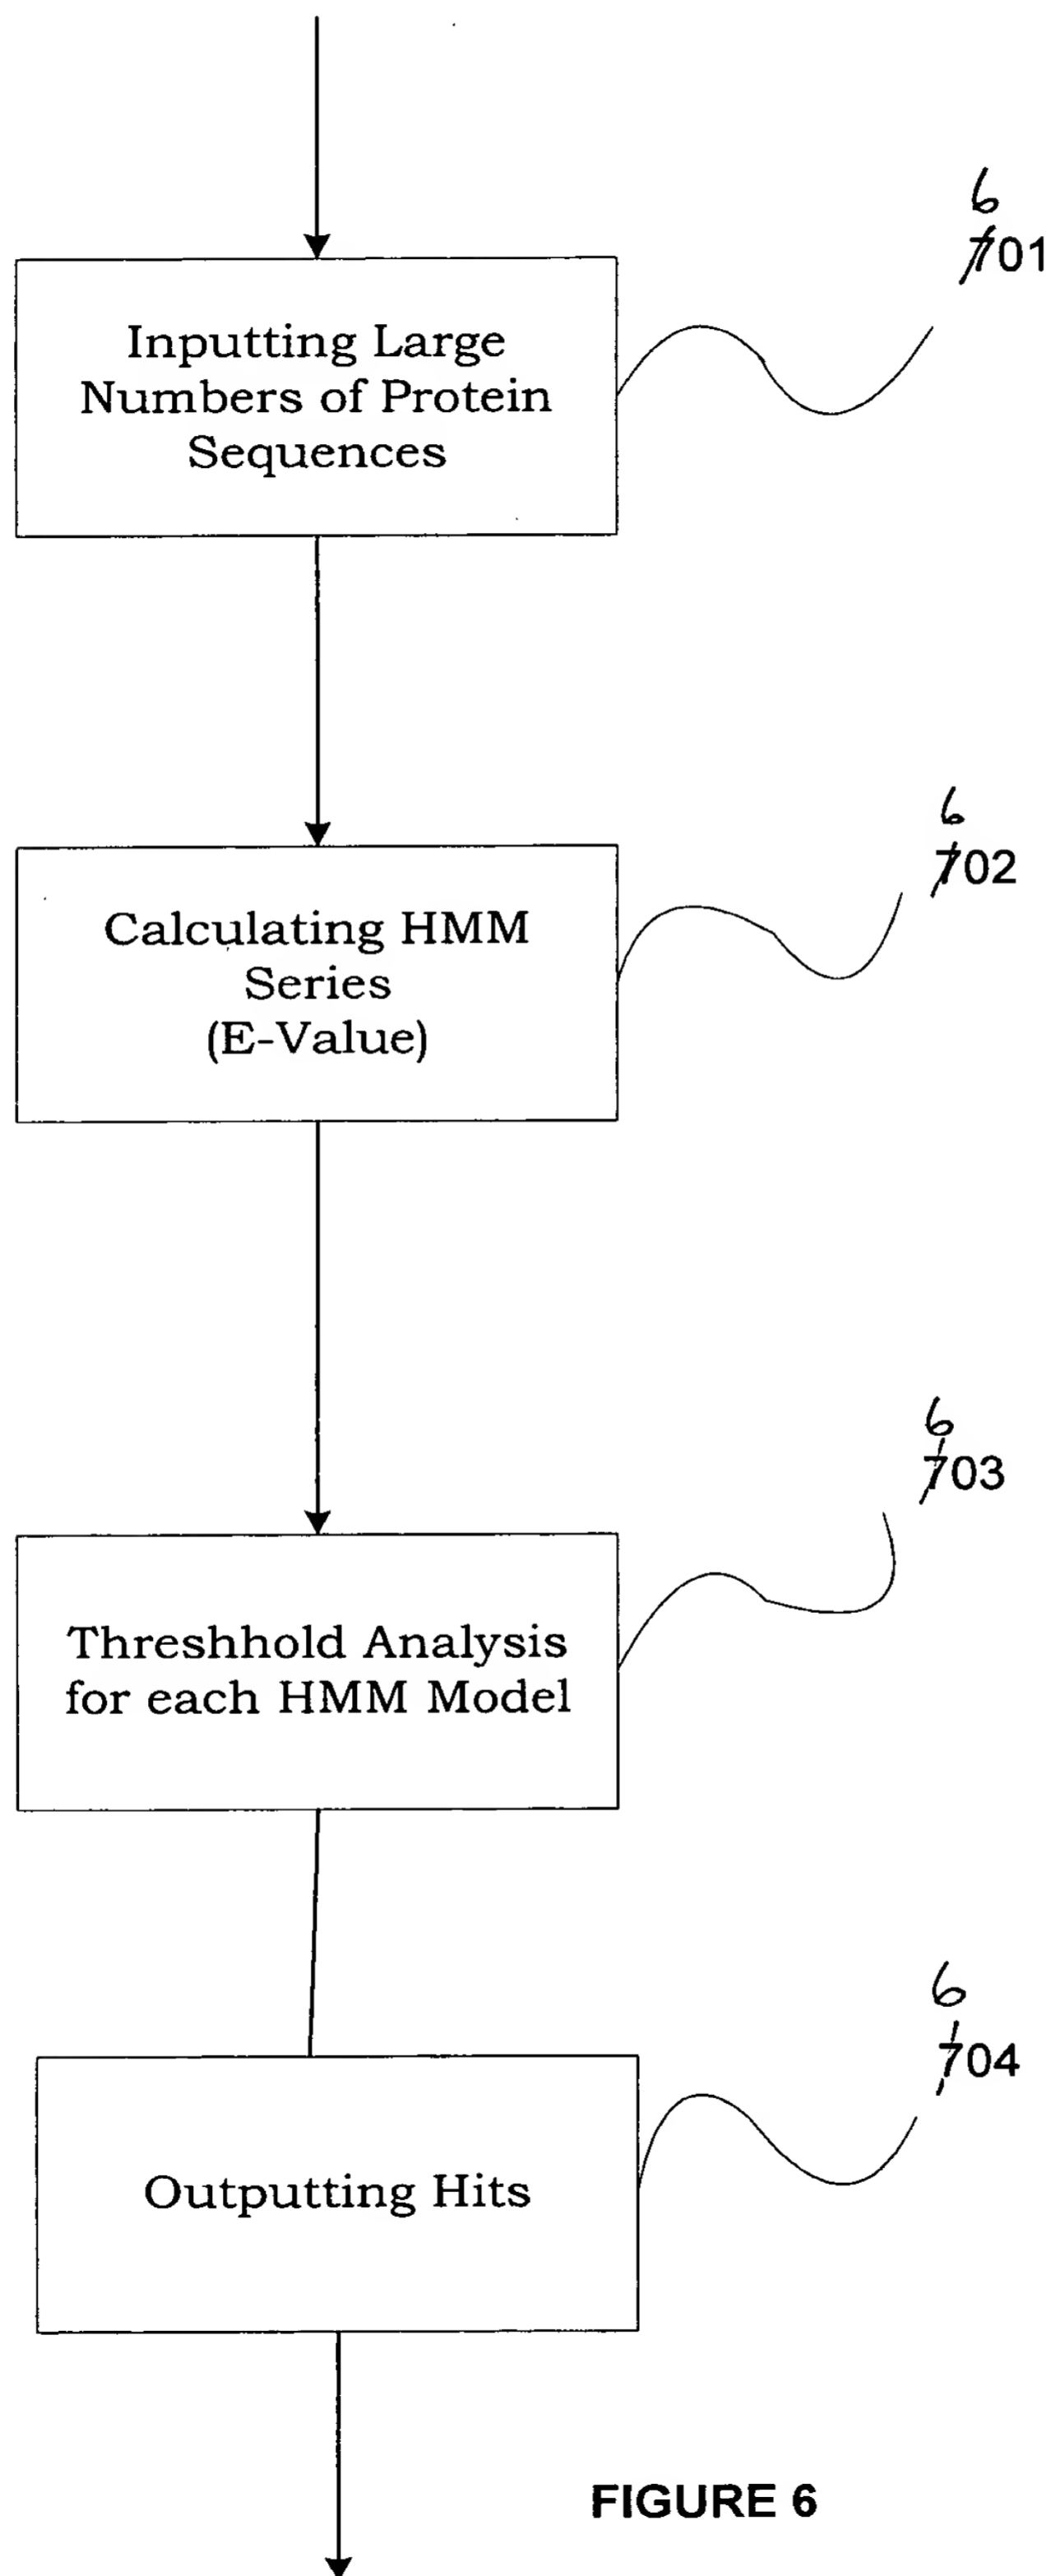 6
701
Inputting Large
Numbers of Protein
Sequences
6
702
Calculating HMM
Series
(E-Value)
6
703
Threshhold Analysis
for each HMM Model
6
704
Outputting Hits
FIGURE 6